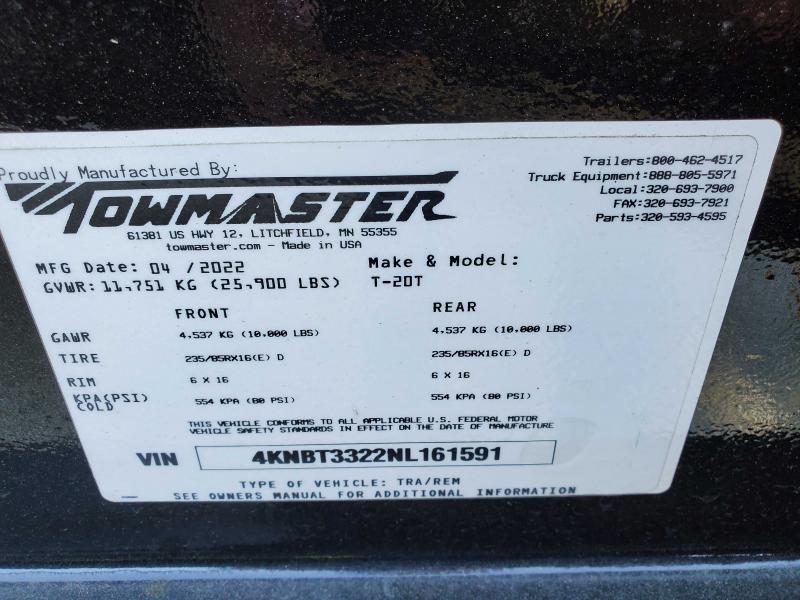 Proudly Manufactured By:
TOWMASTER
61381 US HWY 12, LITCHFIELD, MN 55355
towmaster.com - Made in USA
Trailers:800-462-4517
Truck Equipment:888-805-5971
Local:320-693-7900
FAX:320-693-7921
Parts:320-593-4595
MFG Date: 04 /2022
Make & Model:
GVWR: 11,751 KG (25,900 LBS)
T-20T
FRONT REAR
GAWR 4,537 KG (10,000 LBS) 4,537 KG (10,000 LBS)
TIRE 235/85RX16(E) D 235/85RX16(E) D
RIM 6 X 16 6 X 16
KPA(PSI) COLD 554 KPA (80 PSI) 554 KPA (80 PSI)
THIS VEHICLE CONFORMS TO ALL APPLICABLE U.S. FEDERAL MOTOR
VEHICLE SAFETY STANDARDS IN EFFECT ON THE DATE OF MANUFACTURE
VIN 4KNBT3322NL161591
TYPE OF VEHICLE: TRA/REM
SEE OWNERS MANUAL FOR ADDITIONAL INFORMATION